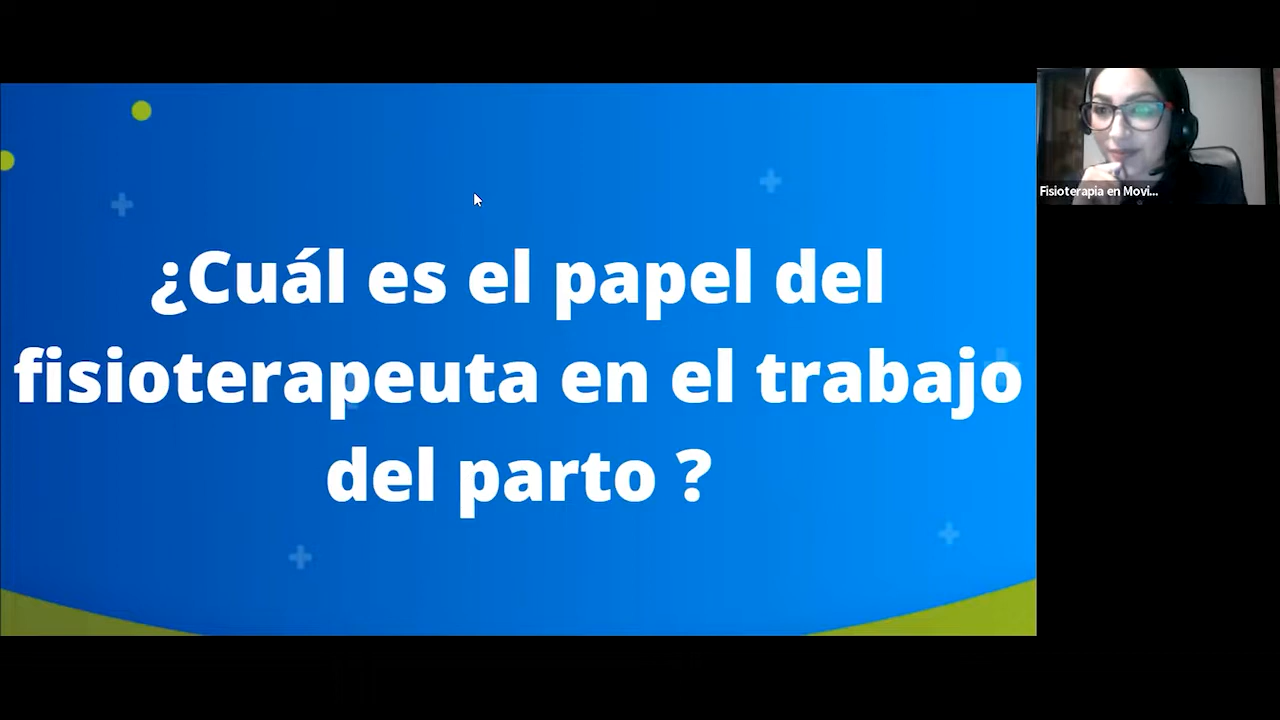 ¿Cuál es el papel del
fisioterapeuta en el trabajo
del parto ?
Fisioterapia en Movi...